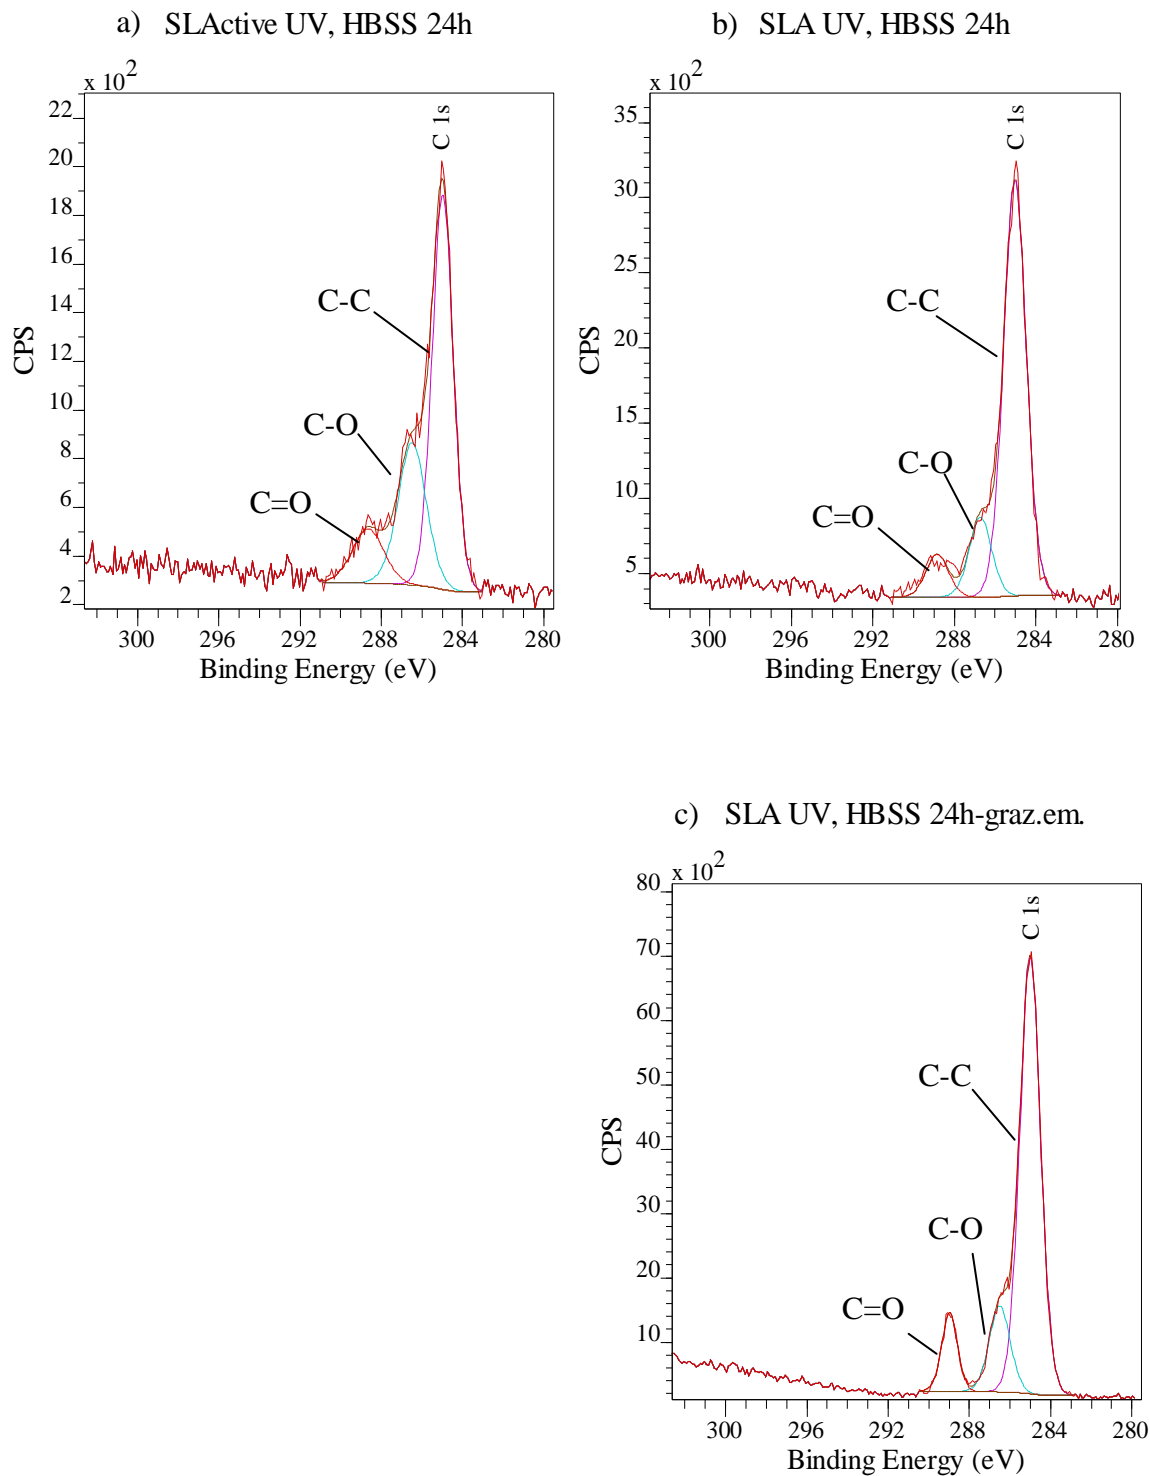 a) SLActive UV, HBSS 24h
x 10^2
22
20
18
16
14
12
10
8
6
4
2
CPS
C 1s
C-C
C-O
C=O
300 296 292 288 284 280
Binding Energy (eV)
b) SLA UV, HBSS 24h
x 10^2
35
30
25
20
15
10
5
CPS
C 1s
C-C
C-O
C=O
300 296 292 288 284 280
Binding Energy (eV)
c) SLA UV, HBSS 24h-graz.em.
x 10^2
80
70
60
50
40
30
20
10
CPS
C 1s
C-C
C-O
C=O
300 296 292 288 284 280
Binding Energy (eV)